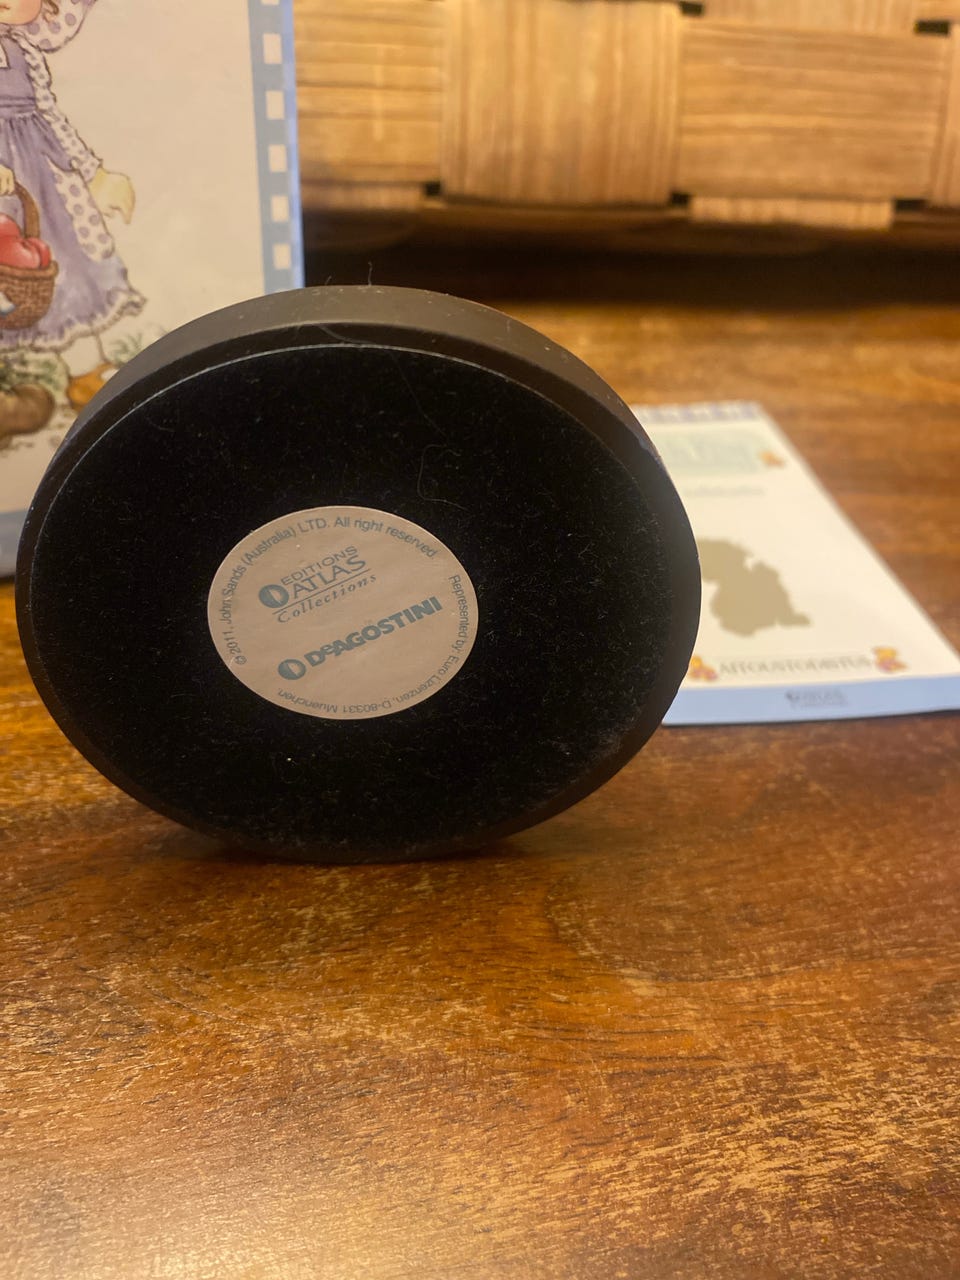 © 2011, John Sands (Australia) LTD. All right reserved
EDITIONS
ATLAS
Collections
DeAGOSTINI
Represented by: Euro Lizenzen, D-80331 Muenchen.